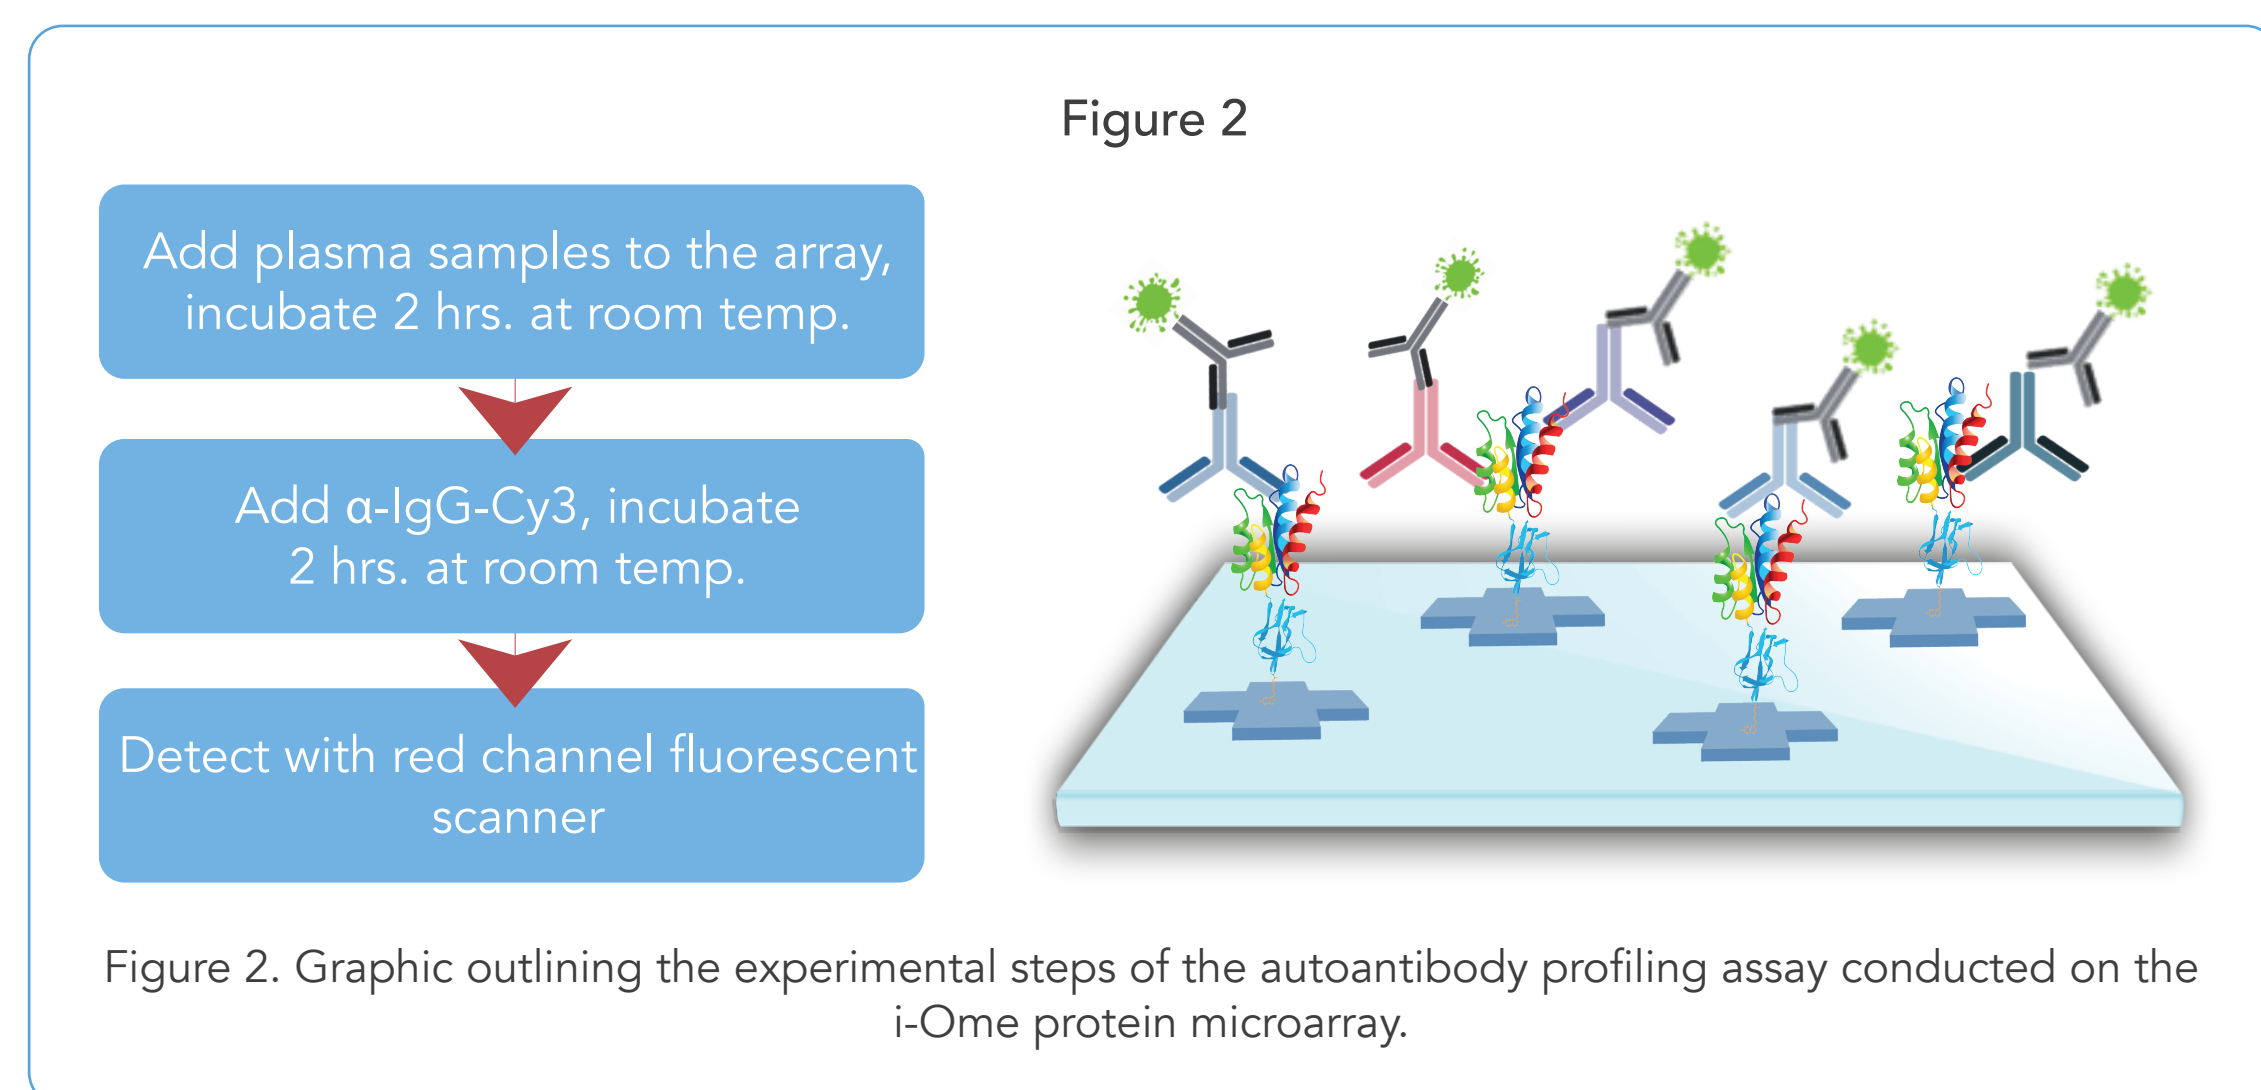 Figure 2
Add plasma samples to the array,
incubate 2 hrs. at room temp.
Add α-IgG-Cy3, incubate
2 hrs. at room temp.
Detect with red channel fluorescent
scanner
Figure 2. Graphic outlining the experimental steps of the autoantibody profiling assay conducted on the
i-Ome protein microarray.